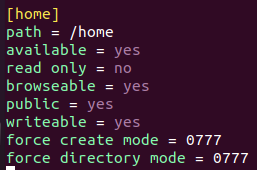 [home]
path = /home
available = yes
read only = no
browseable = yes
public = yes
writeable = yes
force create mode = 0777
force directory mode = 0777